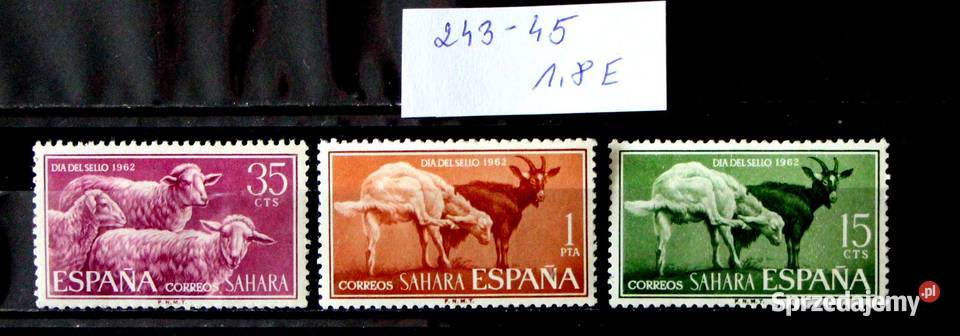 243-45
1,8 E
DIA DEL SELLO 1962
35
CTS
ESPAÑA CORREOS SAHARA
F.N.M.T.
DIA DEL SELLO 1962
1
PTA
CORREOS SAHARA ESPAÑA
F.N.M.T.
DIA DEL SELLO 1962
15
CTS
CORREOS SAHARA ESPAÑA
Sprzedajemy.pl